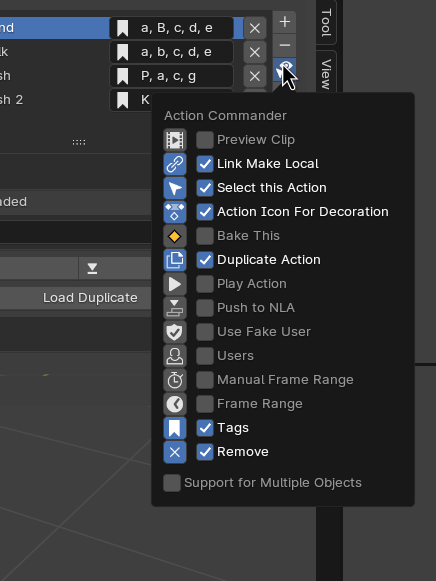 nd a, B, c, d, e
lk a, b, c, d, e
sh P, a, c, g
sh 2 K
Tool
View
Action Commander
Preview Clip
Link Make Local
Select this Action
Action Icon For Decoration
Bake This
Duplicate Action
Play Action
Push to NLA
Use Fake User
Users
Manual Frame Range
Frame Range
Tags
Remove
Support for Multiple Objects
aded
Load Duplicate